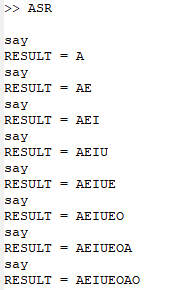 >> ASR
say
RESULT = A
say
RESULT = AE
say
RESULT = AEI
say
RESULT = AEIU
say
RESULT = AEIUE
say
RESULT = AEIUEO
say
RESULT = AEIUEOA
say
RESULT = AEIUEOAO